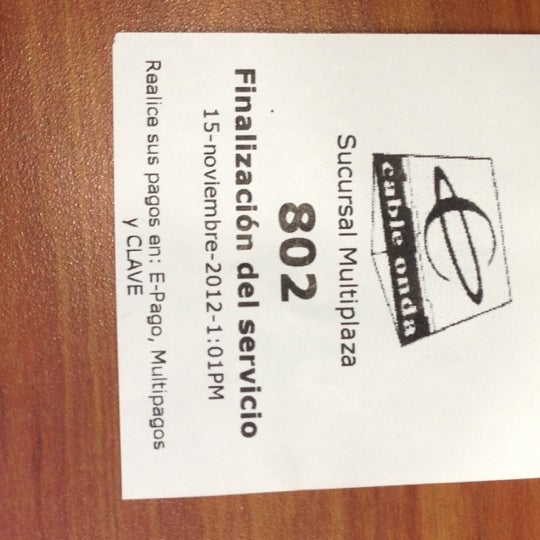 cable onda
Sucursal Multiplaza
802
Finalización del servicio
15-noviembre-2012-1:01PM
Realice sus pagos en: E-Pago, Multipagos
y CLAVE